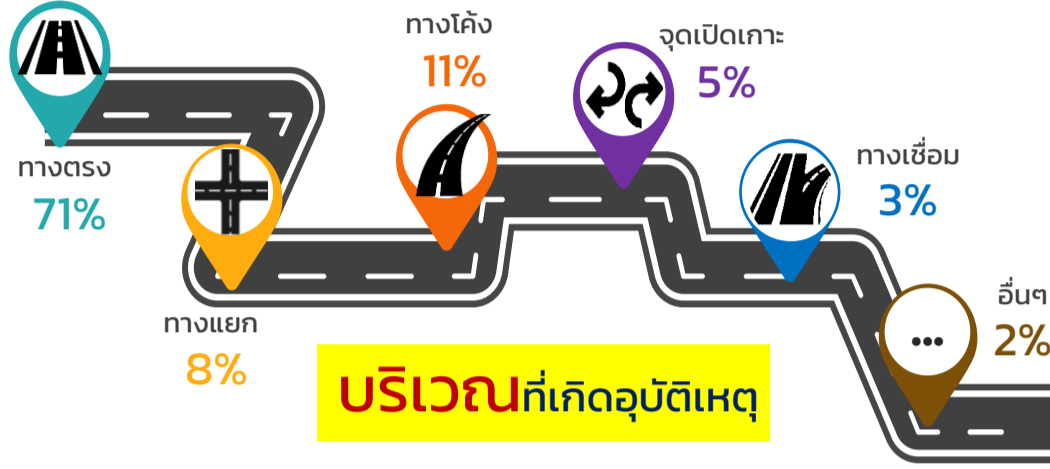 ทางตรง
71%
ทางแยก
8%
ทางโค้ง
11%
จุดเปิดเกาะ
5%
ทางเชื่อม
3%
อื่นๆ
2%
บริเวณที่เกิดอุบัติเหตุ